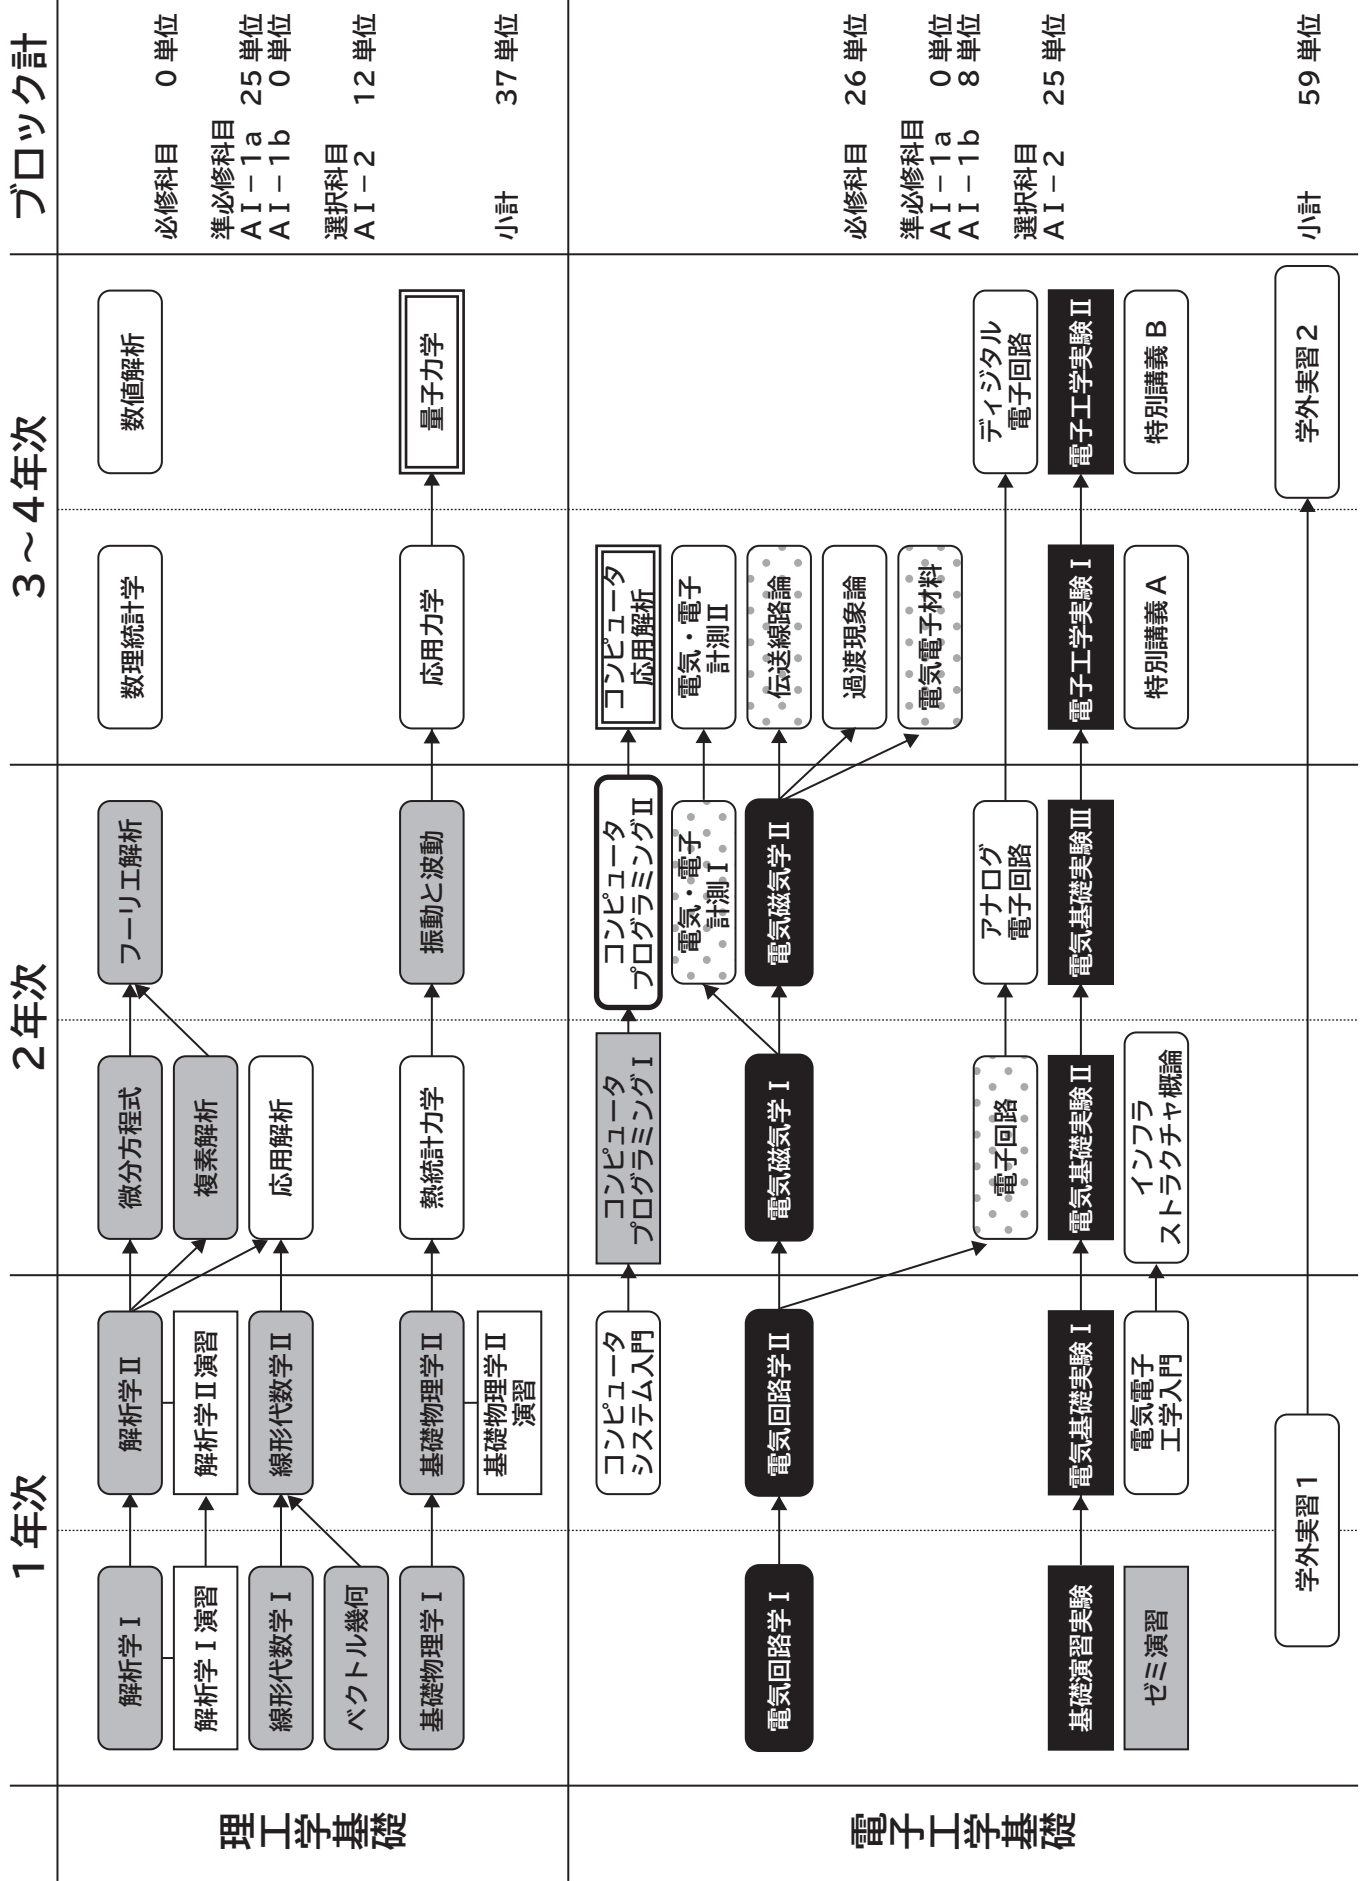 1年次
2年次
3～4年次
ブロック計
理工学基礎
解析学Ⅰ
解析学Ⅱ
微分方程式
フーリエ解析
数理統計学
数値解析
解析学Ⅰ演習
解析学Ⅱ演習
複素解析
線形代数学Ⅰ
線形代数学Ⅱ
応用解析
ベクトル幾何
基礎物理学Ⅰ
基礎物理学Ⅱ
熱統計力学
振動と波動
応用力学
量子力学
基礎物理学Ⅱ
演習
必修科目 0単位
準必修科目
AI－1a 25単位
AI－1b 0単位
選択科目
AI－2 12単位
小計 37単位
電子工学基礎
コンピュータ
システム入門
コンピュータ
プログラミングⅠ
コンピュータ
プログラミングⅡ
コンピュータ
応用解析
電気・電子
計測Ⅰ
電気・電子
計測Ⅱ
電気回路学Ⅰ
電気回路学Ⅱ
電気磁気学Ⅰ
電気磁気学Ⅱ
伝送線路論
過渡現象論
電気電子材料
電子回路
アナログ
電子回路
ディジタル
電子回路
基礎演習実験
電気基礎実験Ⅰ
電気基礎実験Ⅱ
電気基礎実験Ⅲ
電子工学実験Ⅰ
電子工学実験Ⅱ
ゼミ演習
電気電子
工学入門
インフラ
ストラクチャ概論
特別講義A
特別講義B
学外実習1
学外実習2
必修科目 26単位
準必修科目
AI－1a 0単位
AI－1b 8単位
選択科目
AI－2 25単位
小計 59単位